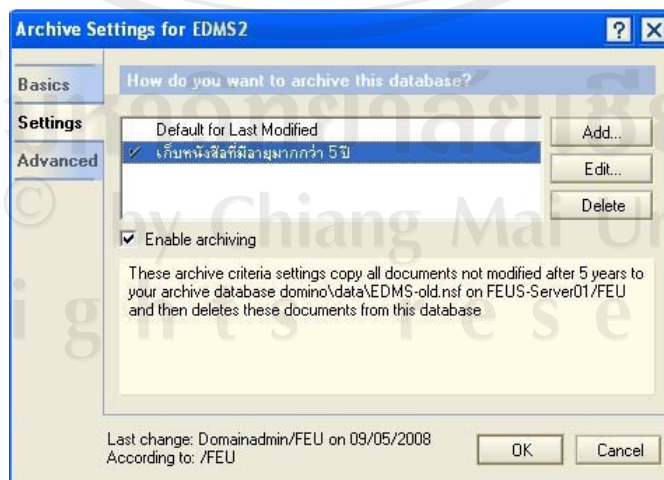 Archive Settings for EDMS2
Basics
Settings
Advanced
How do you want to archive this database?
Default for Last Modified
เก็บหนังสือที่มีอายุมากกว่า 5 ปี
Add...
Edit...
Delete
Enable archiving
These archive criteria settings copy all documents not modified after 5 years to
your archive database domino\data\EDMS-old.nsf on FEUS-Server01/FEU
and then deletes these documents from this database
Last change: Domainadmin/FEU on 09/05/2008
According to: /FEU
OK
Cancel
© by Chiang Mai